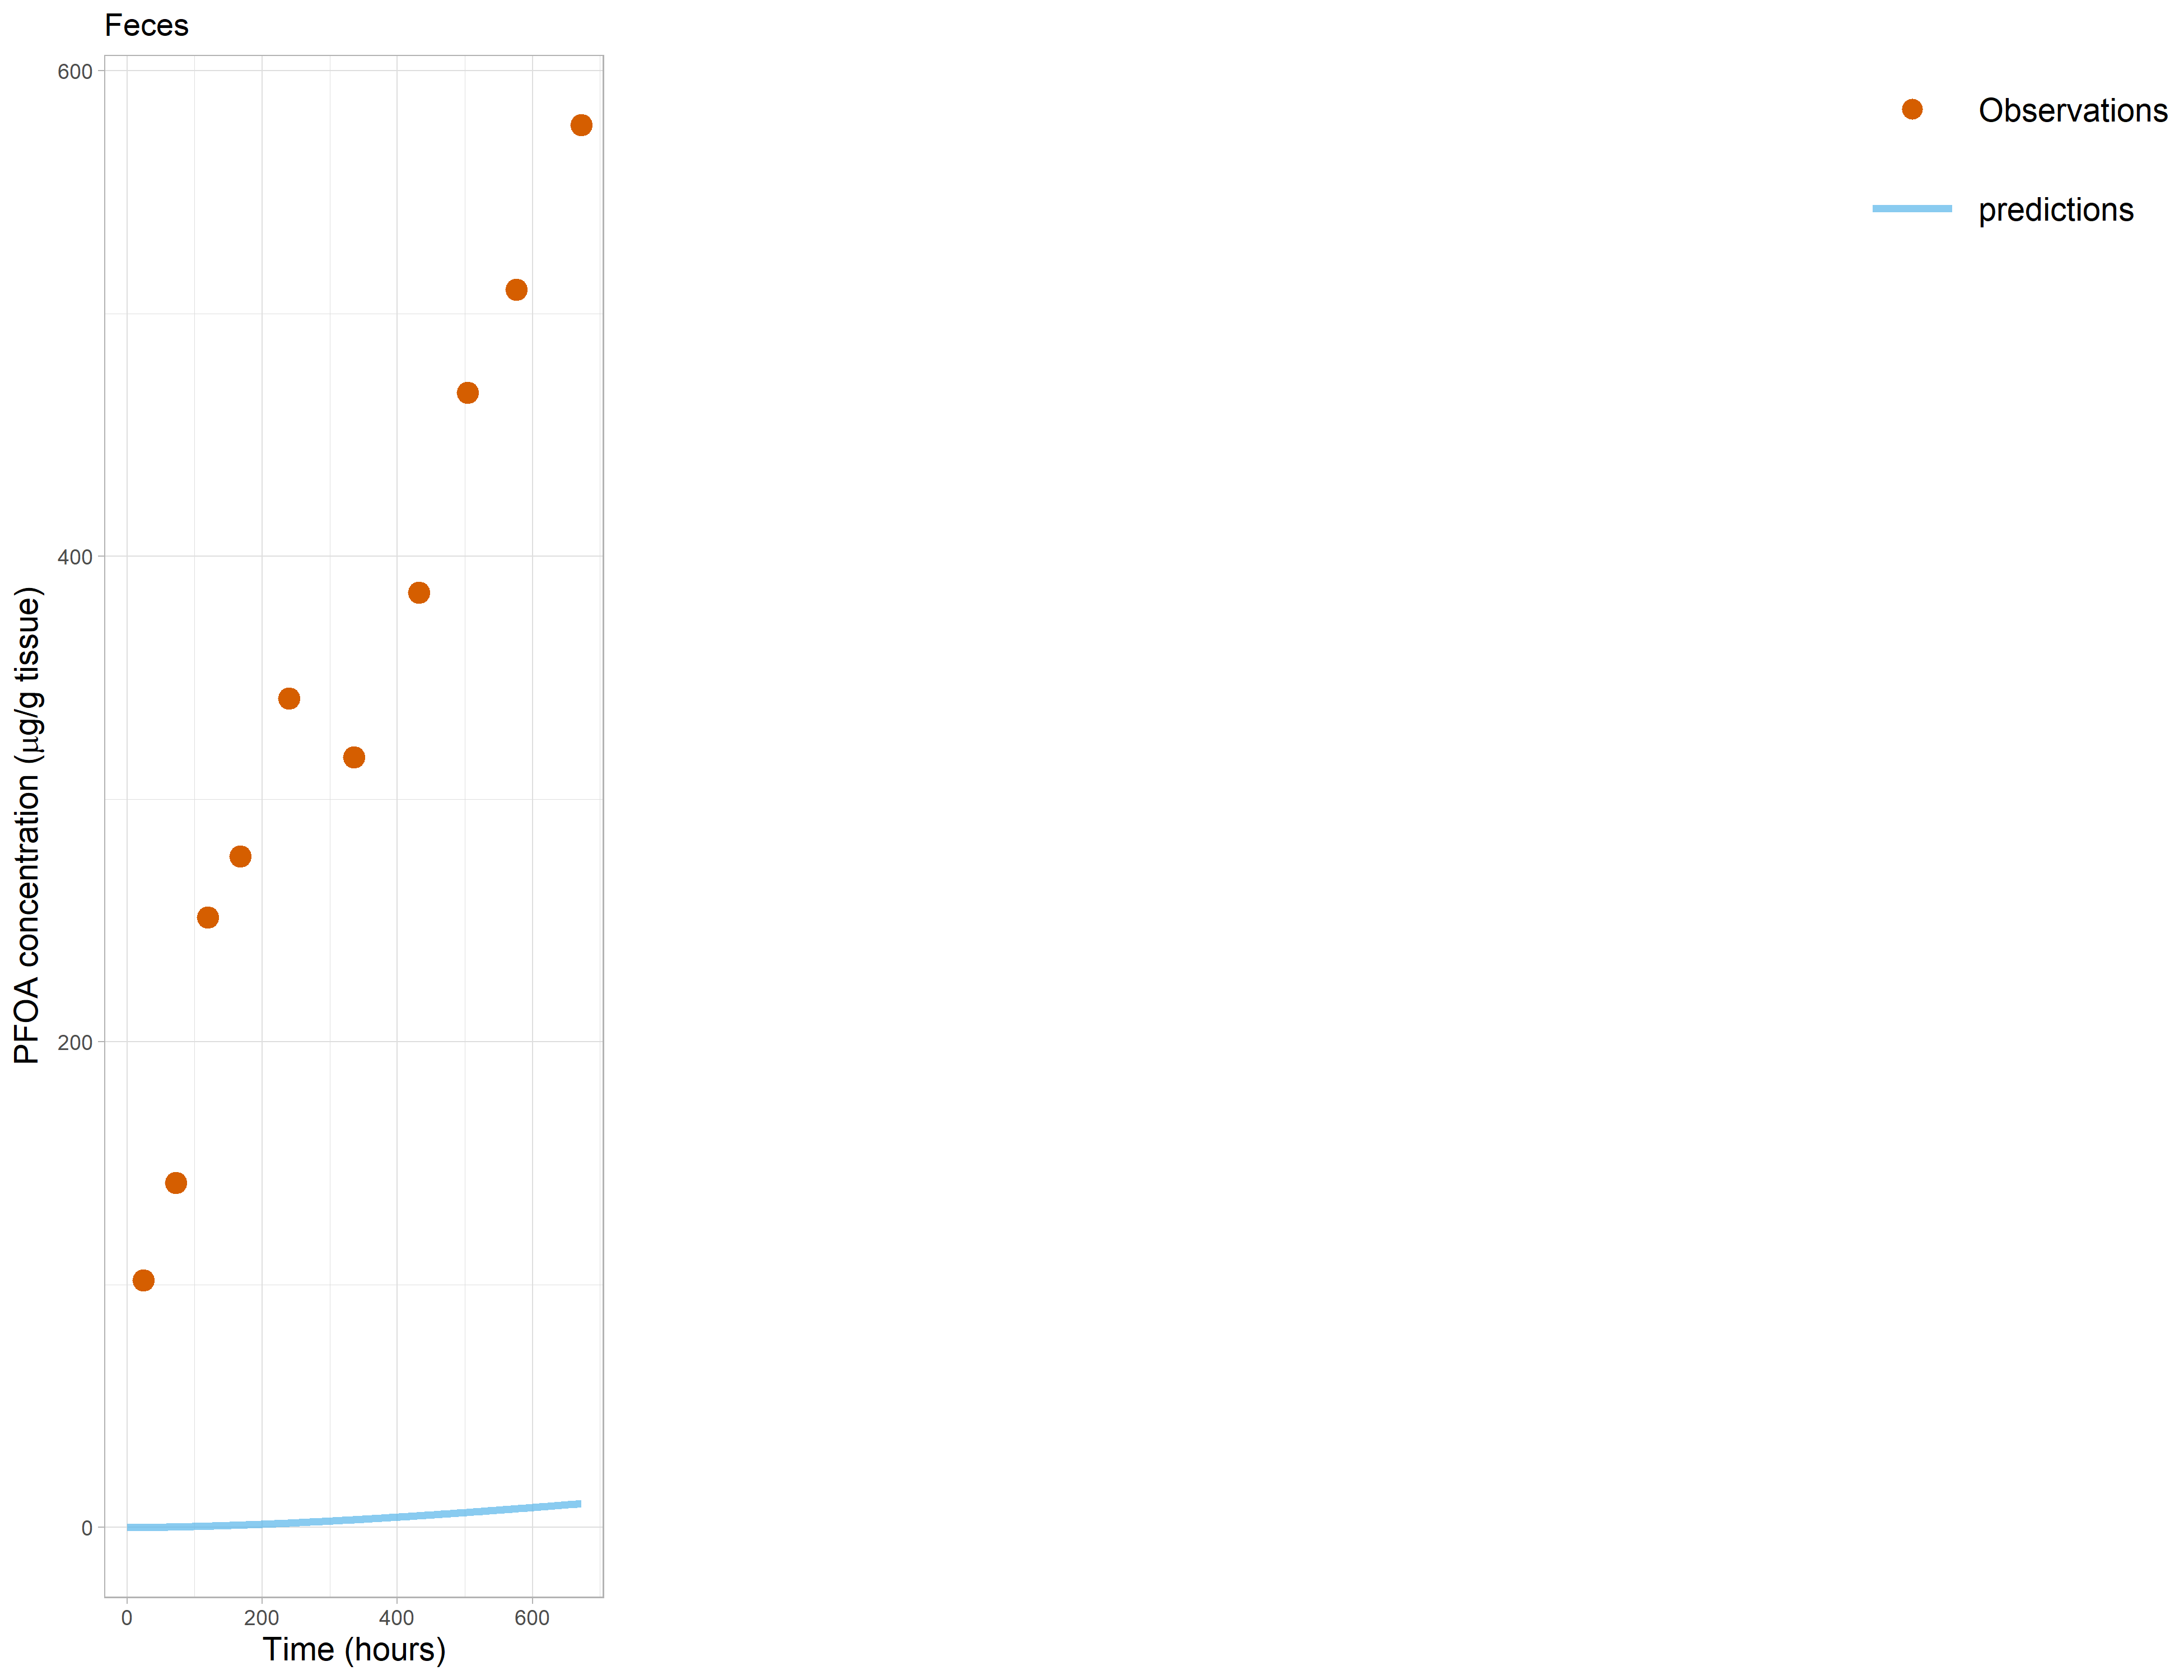 Feces
600
400
200
0
PFOA concentration (μg/g tissue)
0 200 400 600
Time (hours)
Observations
predictions